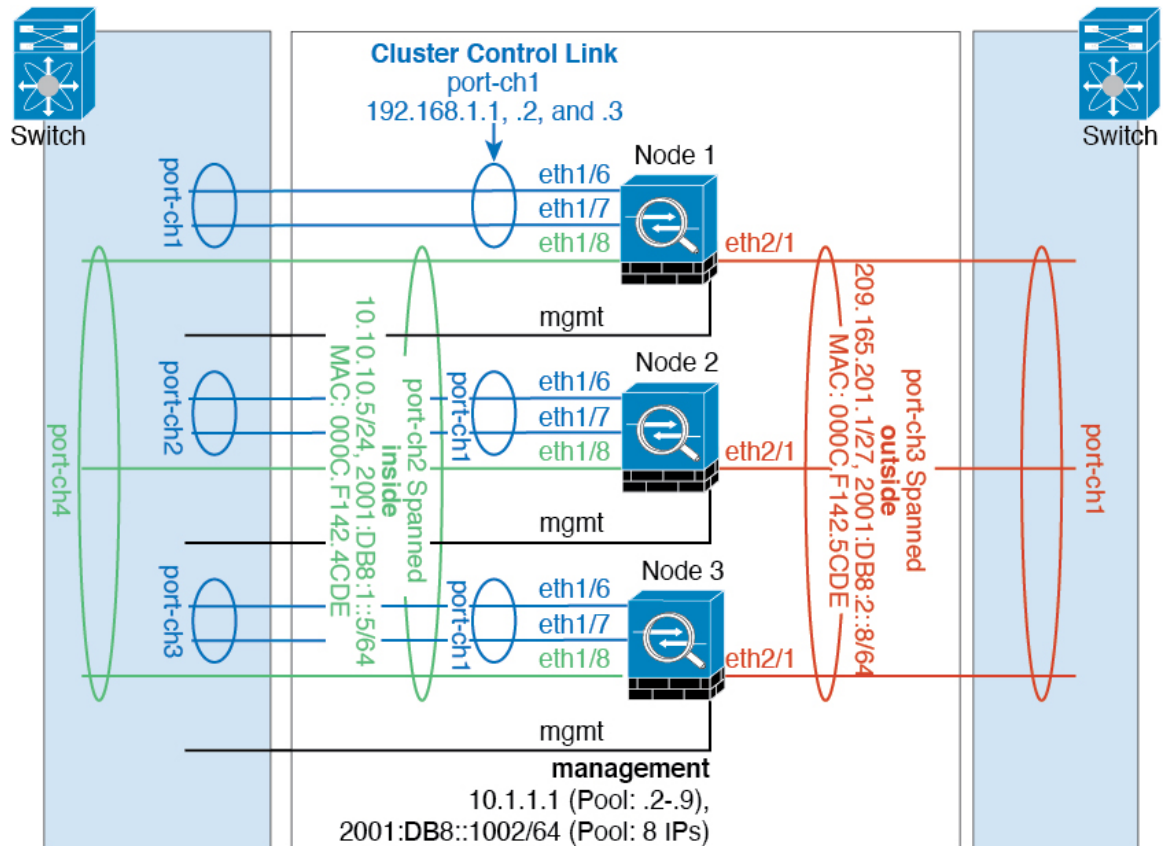 Switch
Switch
Cluster Control Link
port-ch1
192.168.1.1, .2, and .3
Node 1
port-ch1
eth1/6
eth1/7
eth1/8
eth2/1
mgmt
Node 2
port-ch2
port-ch1
eth1/6
eth1/7
eth1/8
eth2/1
mgmt
port-ch4
port-ch2 Spanned
inside
10.10.10.5/24, 2001:DB8:1::5/64
MAC: 000C.F142.4CDE
port-ch3 Spanned
outside
209.165.201.1/27, 2001:DB8:2::8/64
MAC: 000C.F142.5CDE
port-ch1
Node 3
port-ch3
port-ch1
eth1/6
eth1/7
eth1/8
eth2/1
mgmt
management
10.1.1.1 (Pool: .2-.9),
2001:DB8::1002/64 (Pool: 8 IPs)